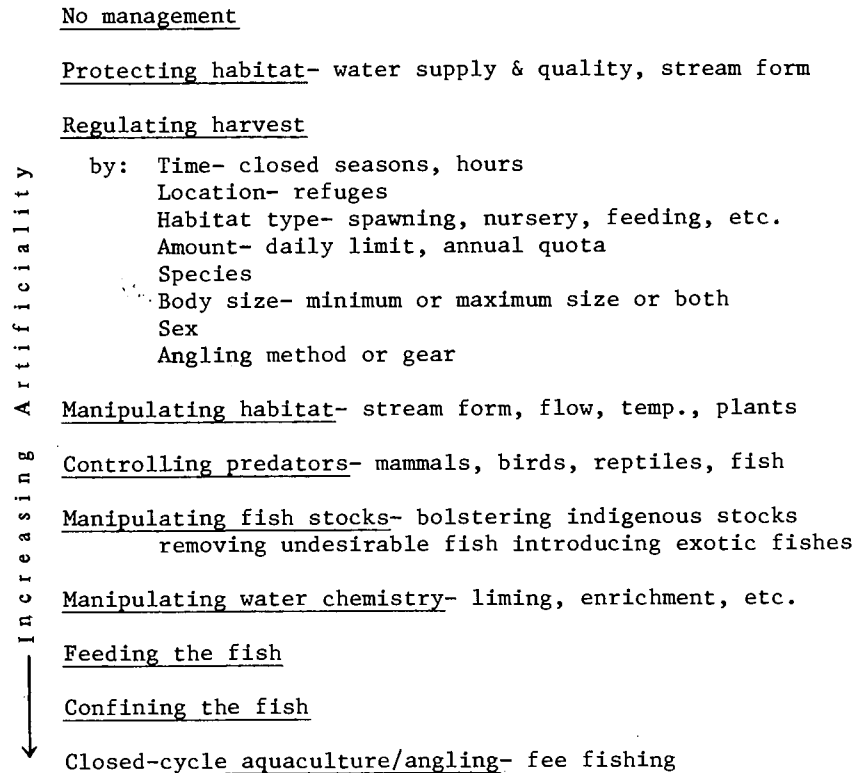 No management
Protecting habitat- water supply & quality, stream form
Regulating harvest
by: Time- closed seasons, hours
Location- refuges
Habitat type- spawning, nursery, feeding, etc.
Amount- daily limit, annual quota
Species
Body size- minimum or maximum size or both
Sex
Angling method or gear
Manipulating habitat- stream form, flow, temp., plants
Controlling predators- mammals, birds, reptiles, fish
Manipulating fish stocks- bolstering indigenous stocks
removing undesirable fish introducing exotic fishes
Manipulating water chemistry- liming, enrichment, etc.
Feeding the fish
Confining the fish
Closed-cycle aquaculture/angling- fee fishing
Increasing Artificiality